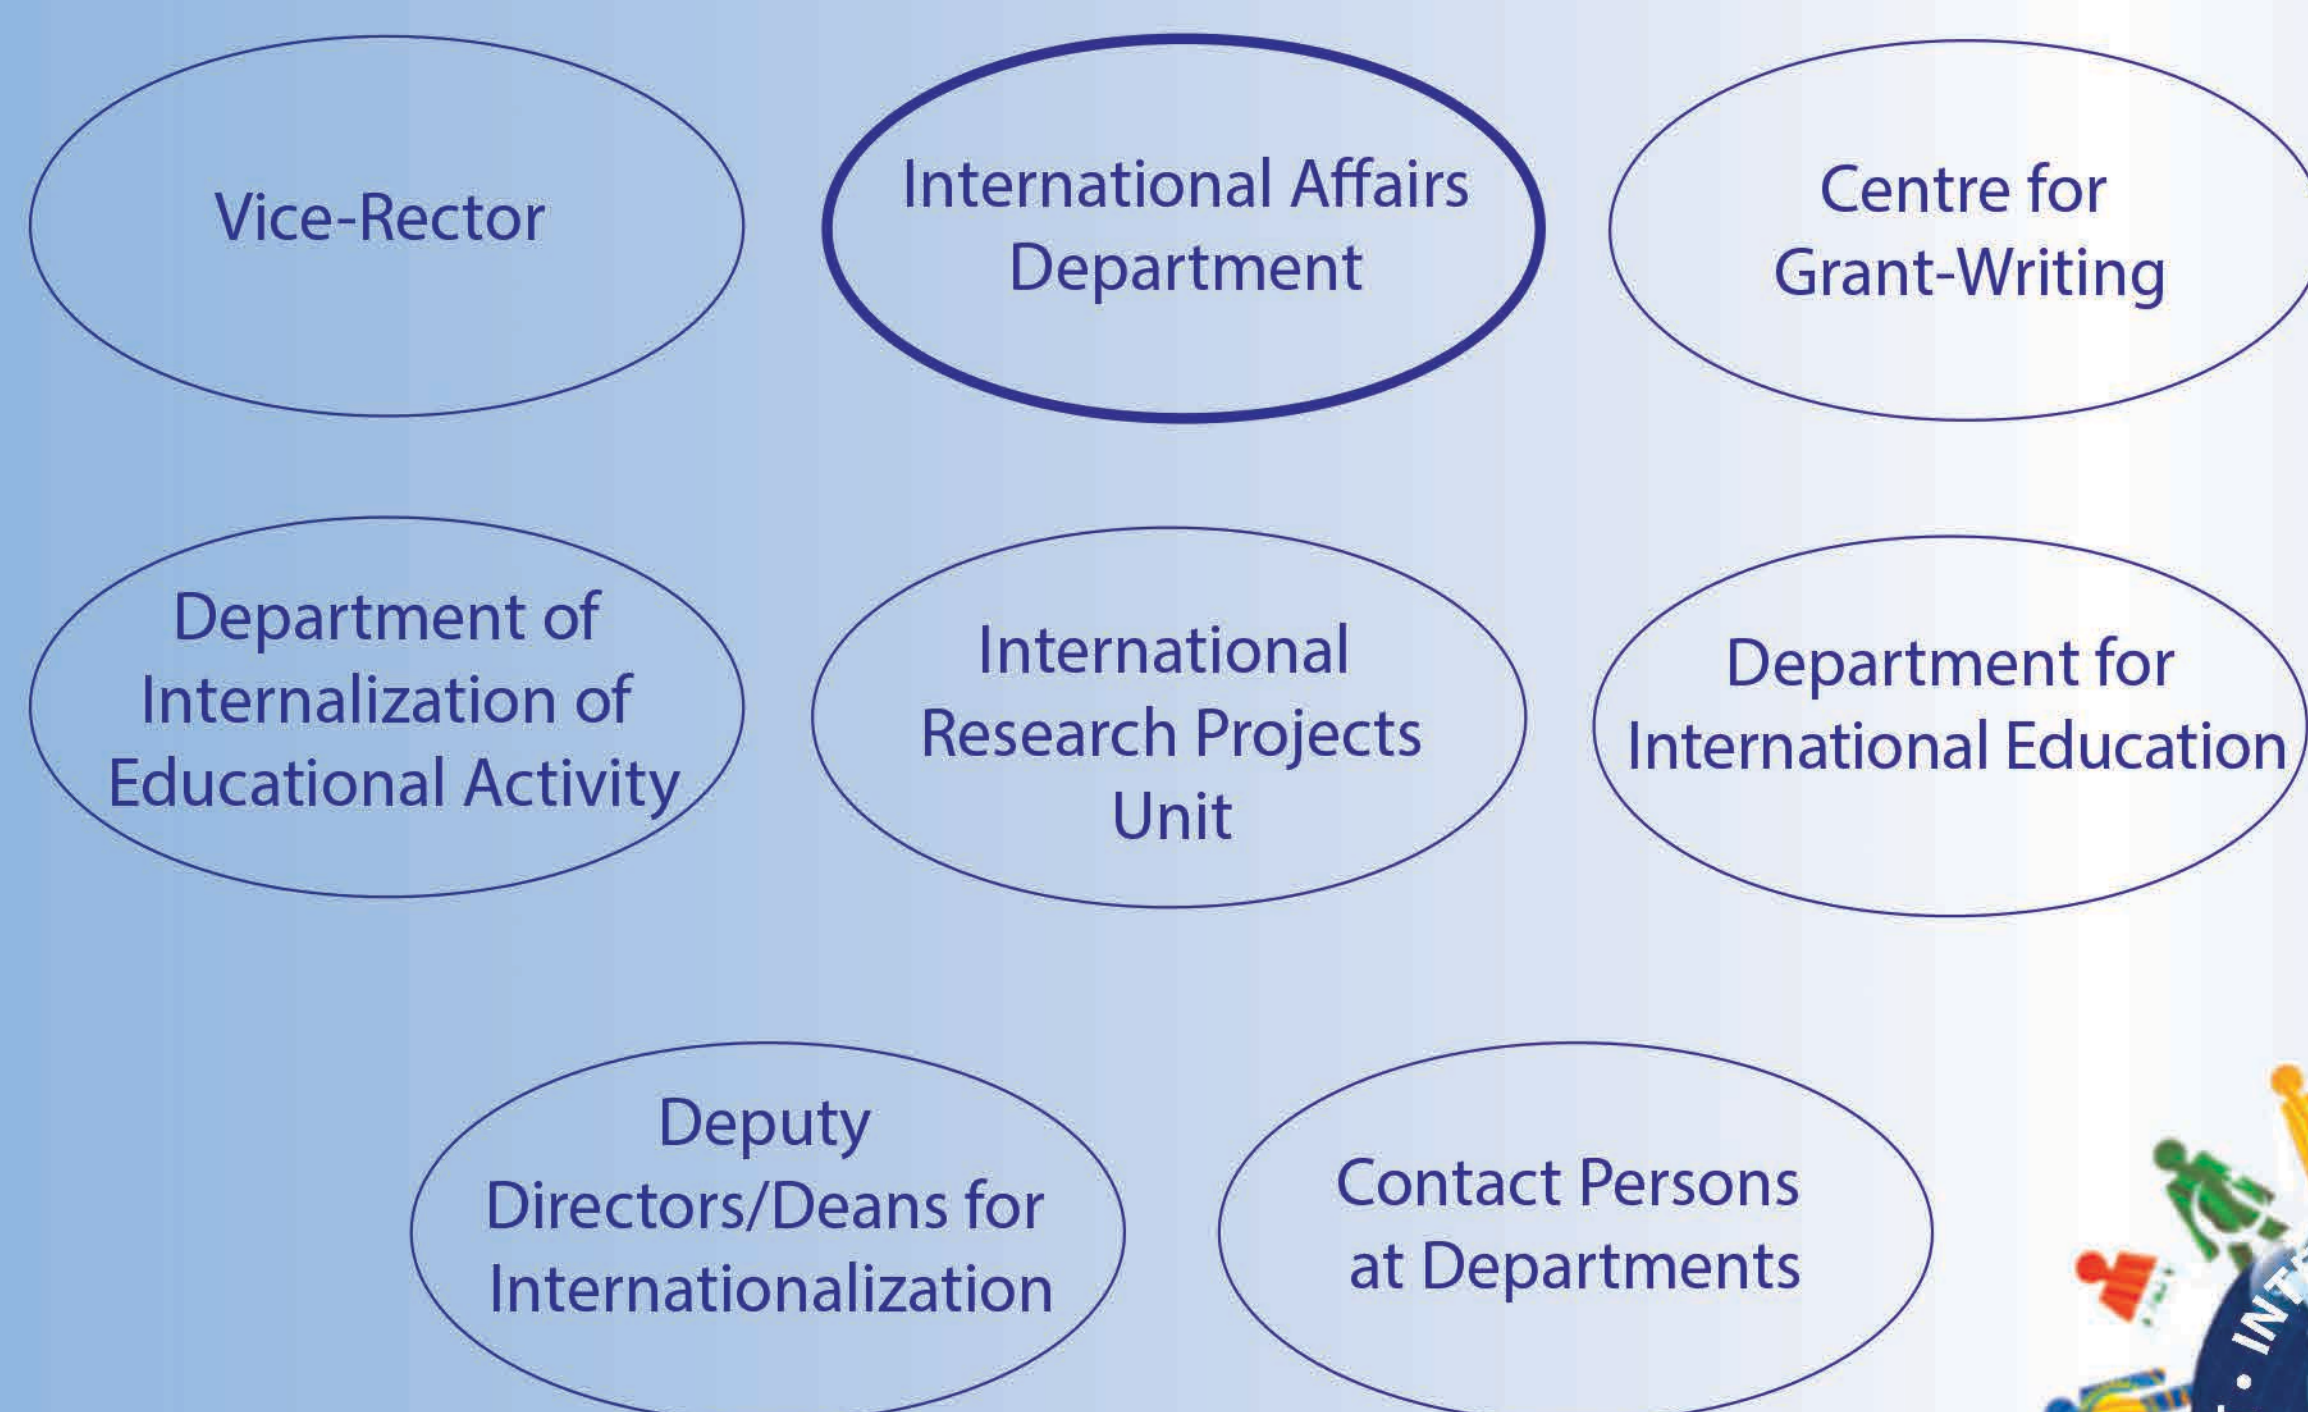 Vice-Rector
International Affairs
Department
Centre for
Grant-Writing
Department of
Internalization of
Educational Activity
International
Research Projects
Unit
Department for
International Education
Deputy
Directors/Deans for
Internationalization
Contact Persons
at Departments